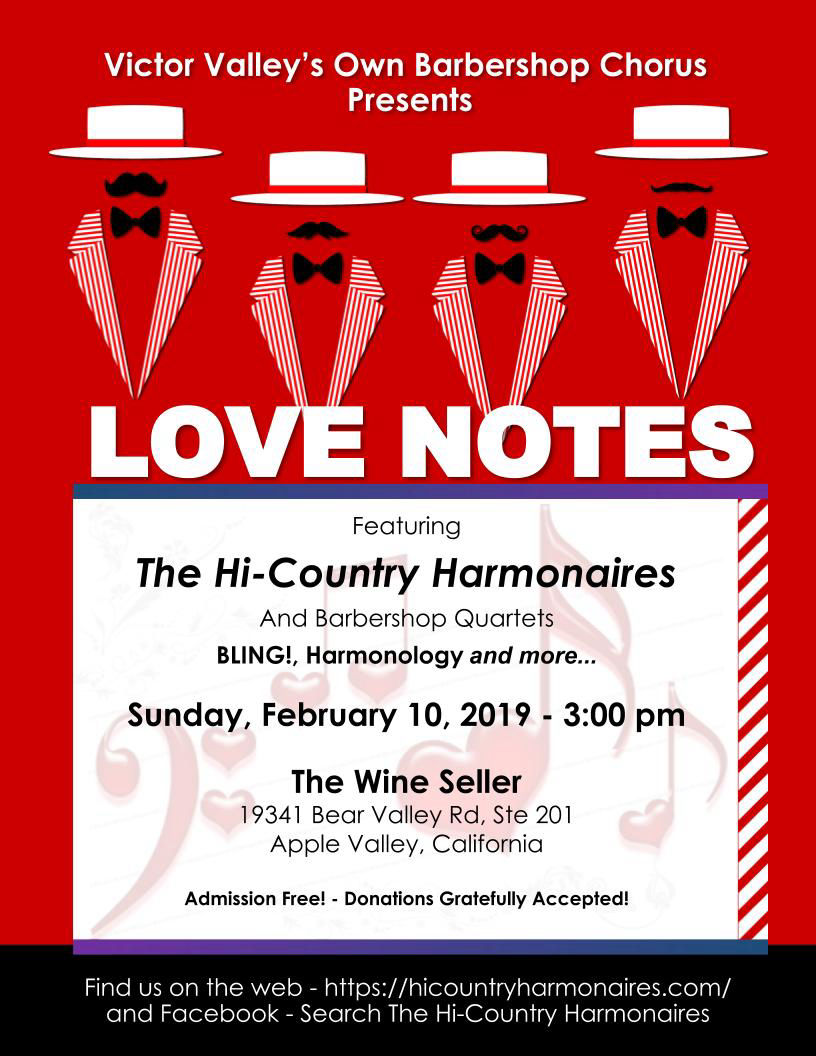 Victor Valley’s Own Barbershop Chorus
Presents
LOVE NOTES
Featuring
The Hi-Country Harmonaires
And Barbershop Quartets
BLING!, Harmonology and more...
Sunday, February 10, 2019 - 3:00 pm
The Wine Seller
19341 Bear Valley Rd, Ste 201
Apple Valley, California
Admission Free! - Donations Gratefully Accepted!
Find us on the web - https://hicountryharmonaires.com/
and Facebook - Search The Hi-Country Harmonaires